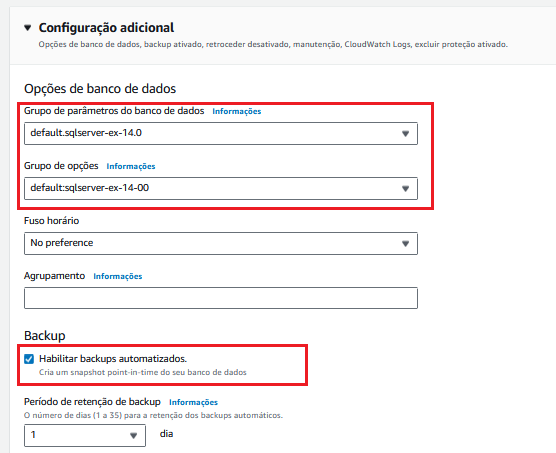 Configuração adicional
Opções de banco de dados, backup ativado, retroceder desativado, manutenção, CloudWatch Logs, excluir proteção ativado.
Opções de banco de dados
Grupo de parâmetros do banco de dados Informações
default.sqlserver-ex-14.0
Grupo de opções Informações
default:sqlserver-ex-14-00
Fuso horário
No preference
Agrupamento Informações
Backup
Habilitar backups automatizados.
Cria um snapshot point-in-time do seu banco de dados
Período de retenção de backup Informações
O número de dias (1 a 35) para a retenção dos backups automáticos.
1 dia